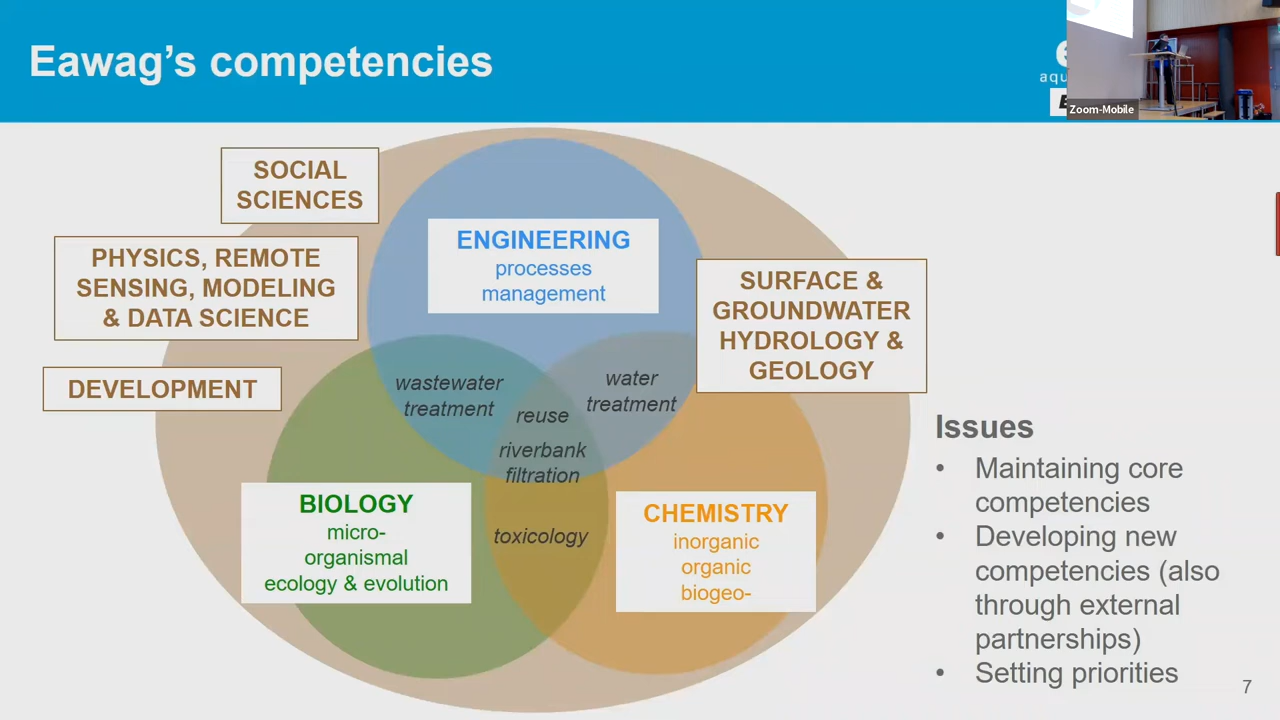 Eawag's competencies
aqu
Zoom-Mobile
SOCIAL
SCIENCES
PHYSICS, REMOTE
SENSING, MODELING
& DATA SCIENCE
DEVELOPMENT
ENGINEERING
processes
management
SURFACE &
GROUNDWATER
HYDROLOGY &
GEOLOGY
wastewater
treatment
water
treatment
reuse
riverbank
filtration
toxicology
BIOLOGY
micro-
organismal
ecology & evolution
CHEMISTRY
inorganic
organic
biogeo-
Issues
• Maintaining core
competencies
• Developing new
competencies (also
through external
partnerships)
• Setting priorities
7